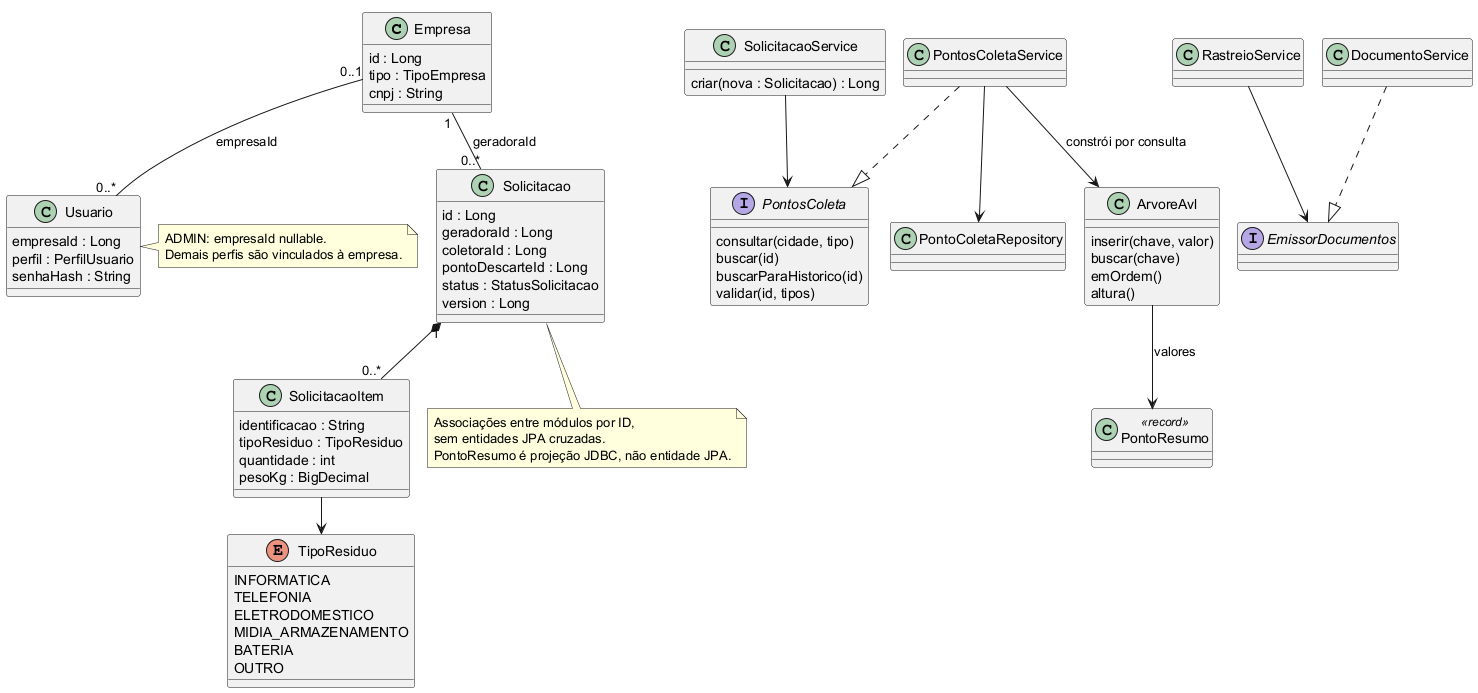 C Empresa
id : Long
tipo : TipoEmpresa
cnpj : String
0..1
empresaId
0..*
1
geradoraId
0..*
C Usuario
empresaId : Long
perfil : PerfilUsuario
senhaHash : String
ADMIN: empresaId nullable.
Demais perfis são vinculados à empresa.
C Solicitacao
id : Long
geradoraId : Long
coletoraId : Long
pontoDescarteId : Long
status : StatusSolicitacao
version : Long
1
0..*
C SolicitacaoItem
identificacao : String
tipoResiduo : TipoResiduo
quantidade : int
pesoKg : BigDecimal
Associações entre módulos por ID,
sem entidades JPA cruzadas.
PontoResumo é projeção JDBC, não entidade JPA.
E TipoResiduo
INFORMATICA
TELEFONIA
ELETRODOMESTICO
MIDIA_ARMAZENAMENTO
BATERIA
OUTRO
C SolicitacaoService
criar(nova : Solicitacao) : Long
C PontosColetaService
constrói por consulta
I PontosColeta
consultar(cidade, tipo)
buscar(id)
buscarParaHistorico(id)
validar(id, tipos)
C PontoColetaRepository
C ArvoreAvl
inserir(chave, valor)
buscar(chave)
emOrdem()
altura()
valores
C «record»
PontoResumo
C RastreioService
C DocumentoService
I EmissorDocumentos